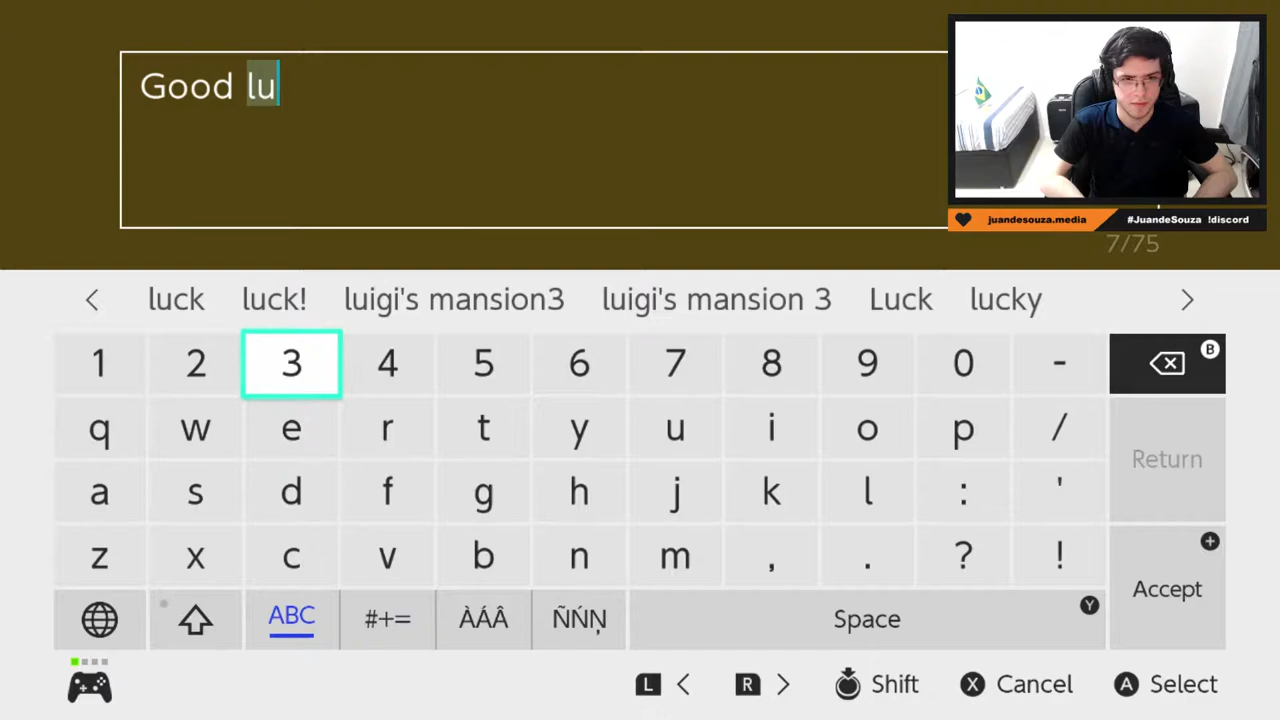 Good lu
juandesouza.media #JuandeSouza !discord
7/75
< luck luck! luigi's mansion3 luigi's mansion 3 Luck lucky >
1 2 3 4 5 6 7 8 9 0 - B
q w e r t y u i o p / Return
a s d f g h j k l : '
z x c v b n m , . ? ! + Accept
ABC #+= ÀÁÂ ÑŃŅ Space Y
L < R > Shift X Cancel A Select